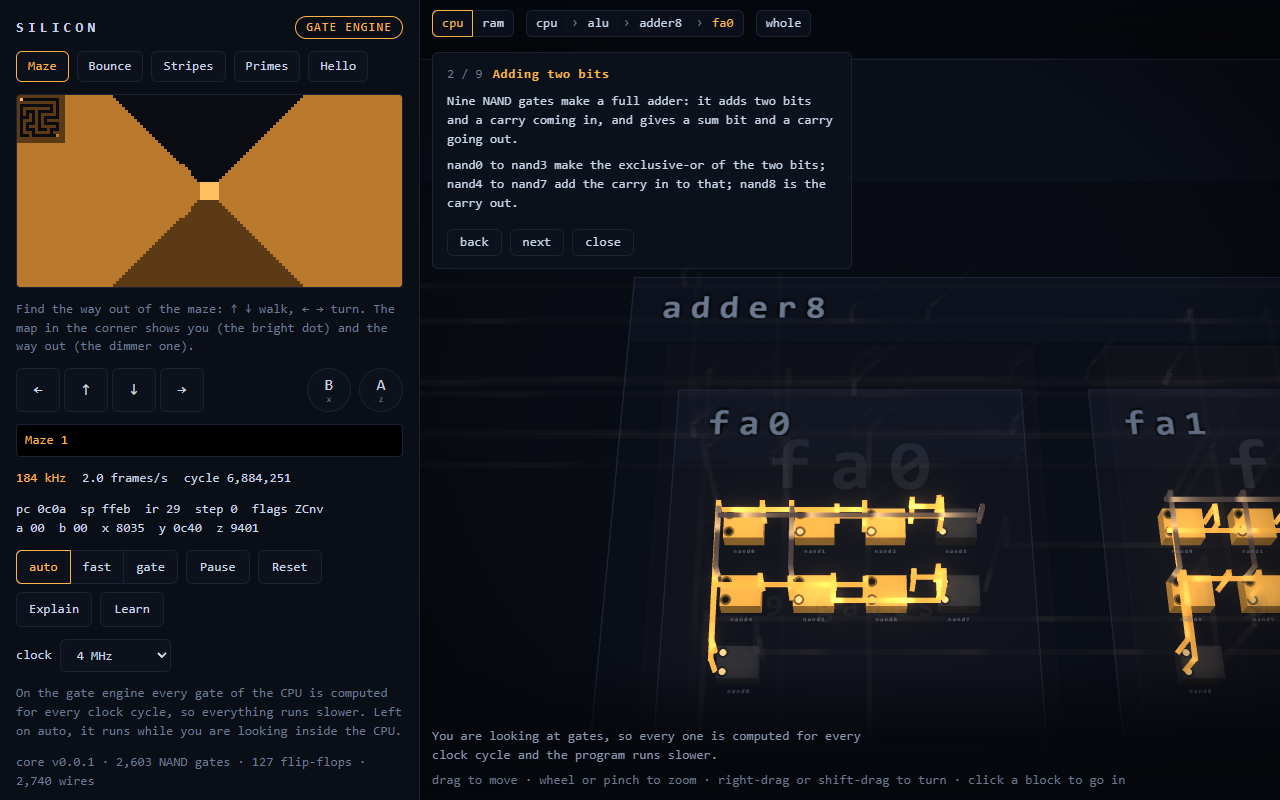 SILICON
GATE ENGINE
Maze Bounce Stripes Primes Hello
Find the way out of the maze: ↑ ↓ walk, ← → turn. The
map in the corner shows you (the bright dot) and the
way out (the dimmer one).
← ↑ ↓ →
B x
A z
Maze 1
184 kHz 2.0 frames/s cycle 6,884,251
pc 0c0a sp ffeb ir 29 step 0 flags ZCnv
a 00 b 00 x 8035 y 0c40 z 9401
auto fast gate Pause Reset
Explain Learn
clock 4 MHz
On the gate engine every gate of the CPU is computed
for every clock cycle, so everything runs slower. Left
on auto, it runs while you are looking inside the CPU.
core v0.0.1 · 2,603 NAND gates · 127 flip-flops ·
2,740 wires
cpu ram cpu › alu › adder8 › fa0 whole
2 / 9 Adding two bits
Nine NAND gates make a full adder: it adds two bits
and a carry coming in, and gives a sum bit and a carry
going out.
nand0 to nand3 make the exclusive-or of the two bits;
nand4 to nand7 add the carry in to that; nand8 is the
carry out.
back next close
adder8
fa0 fa1
fa0
nand0 nand1 nand2 nand3
nand4 nand5 nand6 nand7
nand8
You are looking at gates, so every one is computed for every
clock cycle and the program runs slower.
drag to move · wheel or pinch to zoom · right-drag or shift-drag to turn · click a block to go in